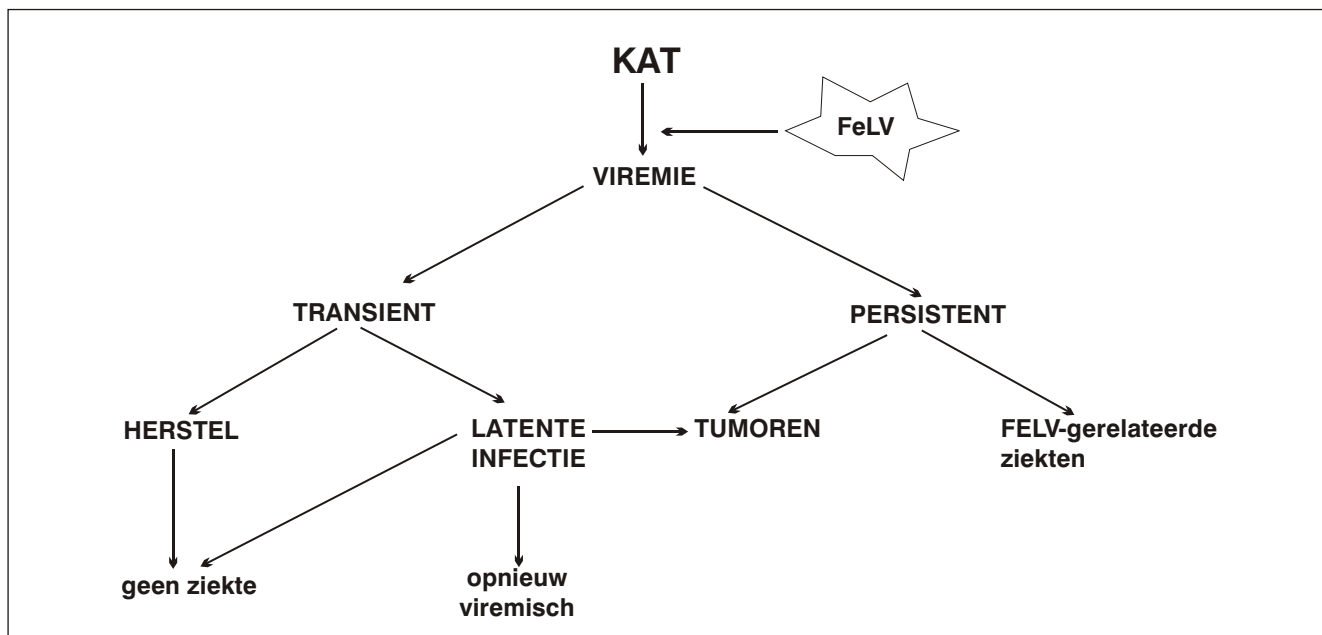 KAT
FeLV
VIREMIE
TRANSIENT
PERSISTENT
HERSTEL
LATENTE
INFECTIE
TUMOREN
FELV-gerelateerde
ziekten
geen ziekte
opnieuw
viremisch